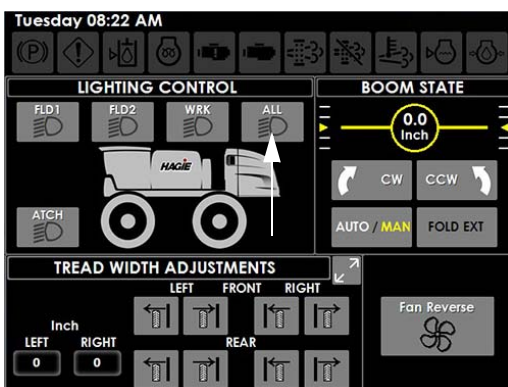 Tuesday 08:22 AM
(P)
LIGHTING CONTROL
BOOM STATE
FLD1 FLD2 WRK ALL
0.0
Inch
HAGIE
CW CCW
ATCH
AUTO / MAN FOLD EXT
TREAD WIDTH ADJUSTMENTS
LEFT FRONT RIGHT
Fan Reverse
Inch
LEFT RIGHT REAR
0 0